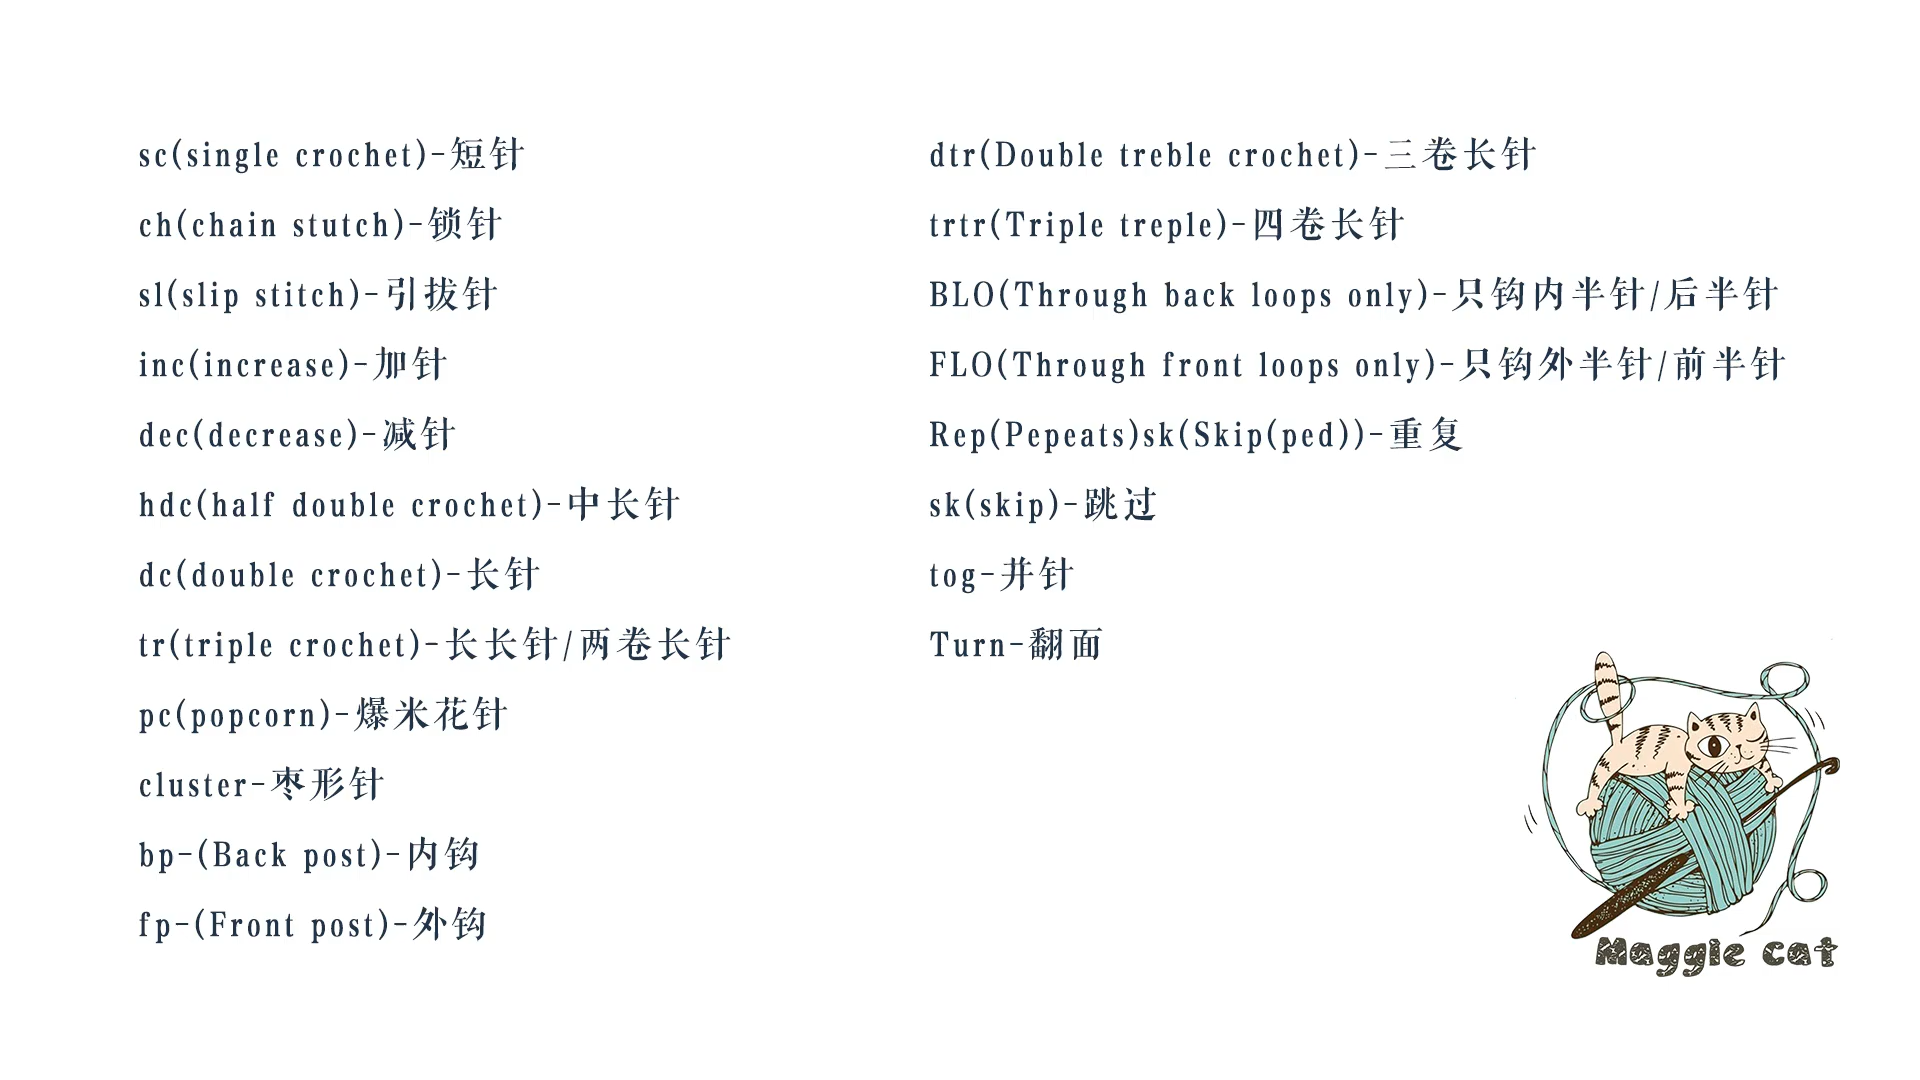 sc(single crochet)-短针
ch(chain stutch)-锁针
sl(slip stitch)-引拔针
inc(increase)-加针
dec(decrease)-减针
hdc(half double crochet)-中长针
dc(double crochet)-长针
tr(triple crochet)-长长针/两卷长针
pc(popcorn)-爆米花针
cluster-枣形针
bp-(Back post)-内钩
fp-(Front post)-外钩
dtr(Double treble crochet)-三卷长针
trtr(Triple treple)-四卷长针
BLO(Through back loops only)-只钩内半针/后半针
FLO(Through front loops only)-只钩外半针/前半针
Rep(Pepeats)sk(Skip(ped))-重复
sk(skip)-跳过
tog-并针
Turn-翻面
Maggie cat